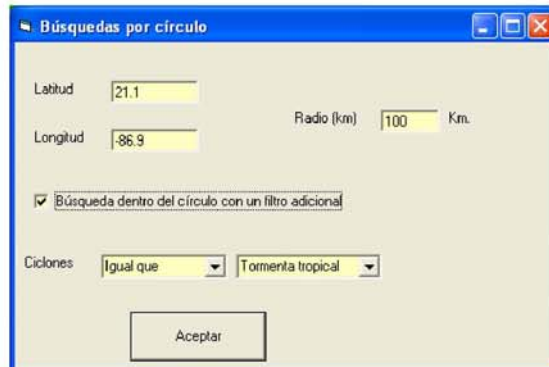 Búsquedas por círculo
Latitud 21.1
Radio (km) 100 Km.
Longitud -86.9
Búsqueda dentro del círculo con un filtro adicional
Ciclones Igual que Tormenta tropical
Aceptar